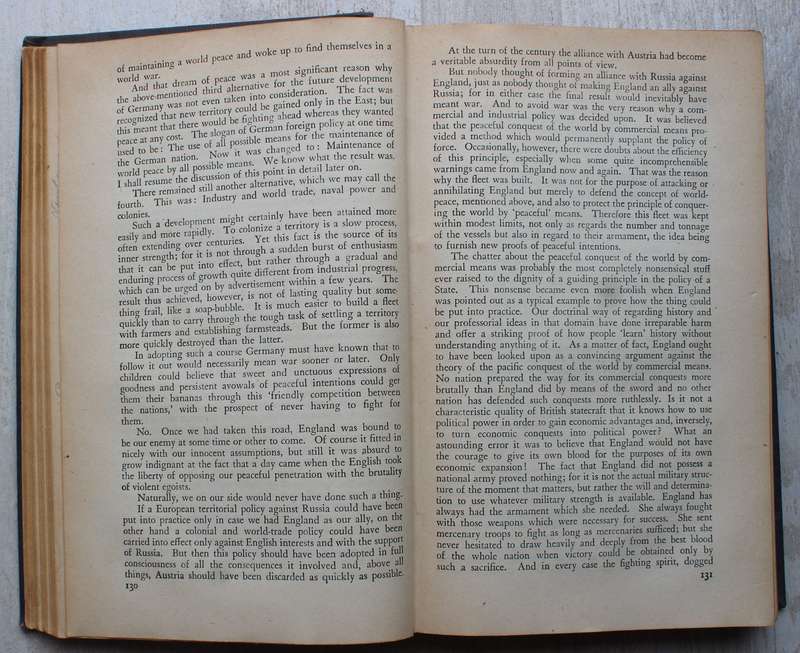 of maintaining a world peace and woke up to find themselves in a
world war.
And that dream of peace was a most significant reason why
the above-mentioned third alternative for the future development
of Germany was not even taken into consideration. The fact was
recognized that new territory could be gained only in the East; but
this meant that there would be fighting ahead whereas they wanted
peace at any cost. The slogan of German foreign policy at one time
used to be: The use of all possible means for the maintenance of
the German nation. Now it was changed to: Maintenance of
world peace by all possible means. We know what the result was.
I shall resume the discussion of this point in detail later on.
There remained still another alternative, which we may call the
fourth. This was: Industry and world trade, naval power and
colonies.
Such a development might certainly have been attained more
easily and more rapidly. To colonize a territory is a slow process,
often extending over centuries. Yet this fact is the source of its
inner strength; for it is not through a sudden burst of enthusiasm
that it can be put into effect, but rather through a gradual and
enduring process of growth quite different from industrial progress,
which can be urged on by advertisement within a few years. The
result thus achieved, however, is not of lasting quality but some
thing frail, like a soap-bubble. It is much easier to build a fleet
quickly than to carry through the tough task of settling a territory
with farmers and establishing farmsteads. But the former is also
more quickly destroyed than the latter.
In adopting such a course Germany must have known that to
follow it out would necessarily mean war sooner or later. Only
children could believe that sweet and unctuous expressions of
goodness and persistent avowals of peaceful intentions could get
them their bananas through this 'friendly competition between
the nations,' with the prospect of never having to fight for
them.
No. Once we had taken this road, England was bound to
be our enemy at some time or other to come. Of course it fitted in
nicely with our innocent assumptions, but still it was absurd to
grow indignant at the fact that a day came when the English took
the liberty of opposing our peaceful penetration with the brutality
of violent egoists.
Naturally, we on our side would never have done such a thing.
If a European territorial policy against Russia could have been
put into practice only in case we had England as our ally, on the
other hand a colonial and world-trade policy could have been
carried into effect only against English interests and with the support
of Russia. But then this policy should have been adopted in full
consciousness of all the consequences it involved and, above all
things, Austria should have been discarded as quickly as possible.
130
At the turn of the century the alliance with Austria had become
a veritable absurdity from all points of view.
But nobody thought of forming an alliance with Russia against
England, just as nobody thought of making England an ally against
Russia; for in either case the final result would inevitably have
meant war. And to avoid war was the very reason why a com-
mercial and industrial policy was decided upon. It was believed
that the peaceful conquest of the world by commercial means pro-
vided a method which would permanently supplant the policy of
force. Occasionally, however, there were doubts about the efficiency
of this principle, especially when some quite incomprehensible
warnings came from England now and again. That was the reason
why the fleet was built. It was not for the purpose of attacking or
annihilating England but merely to defend the concept of world-
peace, mentioned above, and also to protect the principle of conquer-
ing the world by 'peaceful' means. Therefore this fleet was kept
within modest limits, not only as regards the number and tonnage
of the vessels but also in regard to their armament, the idea being
to furnish new proofs of peaceful intentions.
The chatter about the peaceful conquest of the world by com-
mercial means was probably the most completely nonsensical stuff
ever raised to the dignity of a guiding principle in the policy of a
State. This nonsense became even more foolish when England
was pointed out as a typical example to prove how the thing could
be put into practice. Our doctrinal way of regarding history and
our professorial ideas in that domain have done irreparable harm
and offer a striking proof of how people 'learn' history without
understanding anything of it. As a matter of fact, England ought
to have been looked upon as a convincing argument against the
theory of the pacific conquest of the world by commercial means.
No nation prepared the way for its commercial conquests more
brutally than England did by means of the sword and no other
nation has defended such conquests more ruthlessly. Is it not a
characteristic quality of British statecraft that it knows how to use
political power in order to gain economic advantages and, inversely,
to turn economic conquests into political power? What an
astounding error it was to believe that England would not have
the courage to give its own blood for the purposes of its own
economic expansion! The fact that England did not possess a
national army proved nothing; for it is not the actual military struc-
ture of the moment that matters, but rather the will and determina-
tion to use whatever military strength is available. England has
always had the armament which she needed. She always fought
with those weapons which were necessary for success. She sent
mercenary troops to fight as long as mercenaries sufficed; but she
never hesitated to draw heavily and deeply from the best blood
of the whole nation when victory could be obtained only by
such a sacrifice. And in every case the fighting spirit, dogged
131